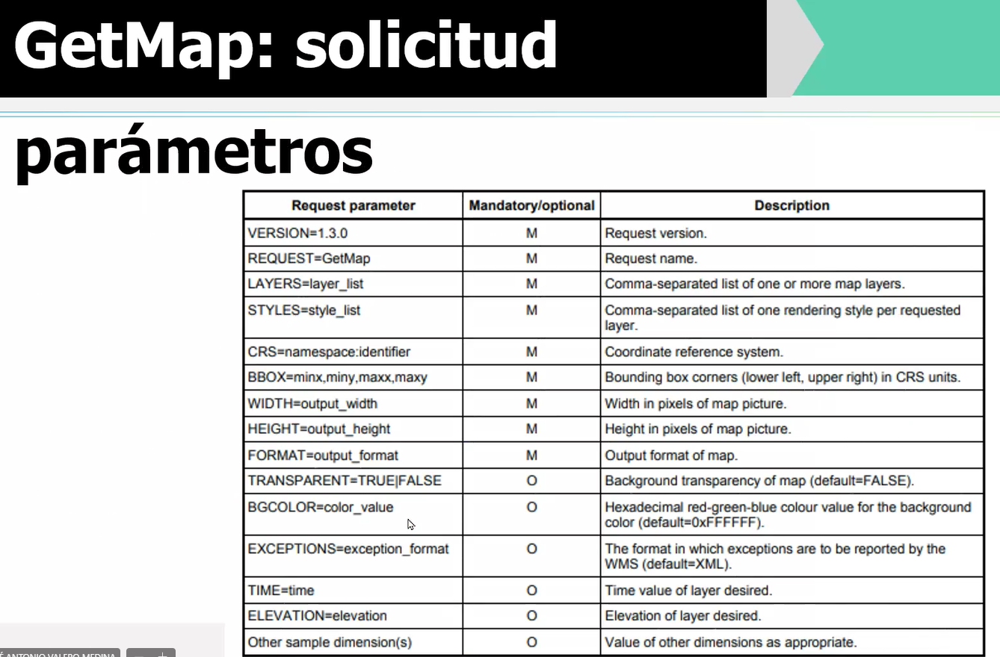 GetMap: solicitud
parámetros
Request parameter Mandatory/optional Description
VERSION=1.3.0 M Request version.
REQUEST=GetMap M Request name.
LAYERS=layer_list M Comma-separated list of one or more map layers.
STYLES=style_list M Comma-separated list of one rendering style per requested
layer.
CRS=namespace:identifier M Coordinate reference system.
BBOX=minx,miny,maxx,maxy M Bounding box corners (lower left, upper right) in CRS units.
WIDTH=output_width M Width in pixels of map picture.
HEIGHT=output_height M Height in pixels of map picture.
FORMAT=output_format M Output format of map.
TRANSPARENT=TRUE|FALSE O Background transparency of map (default=FALSE).
BGCOLOR=color_value O Hexadecimal red-green-blue colour value for the background
color (default=0xFFFFFF).
EXCEPTIONS=exception_format O The format in which exceptions are to be reported by the
WMS (default=XML).
TIME=time O Time value of layer desired.
ELEVATION=elevation O Elevation of layer desired.
Other sample dimension(s) O Value of other dimensions as appropriate.
ANTONIO VALERO MEDINA